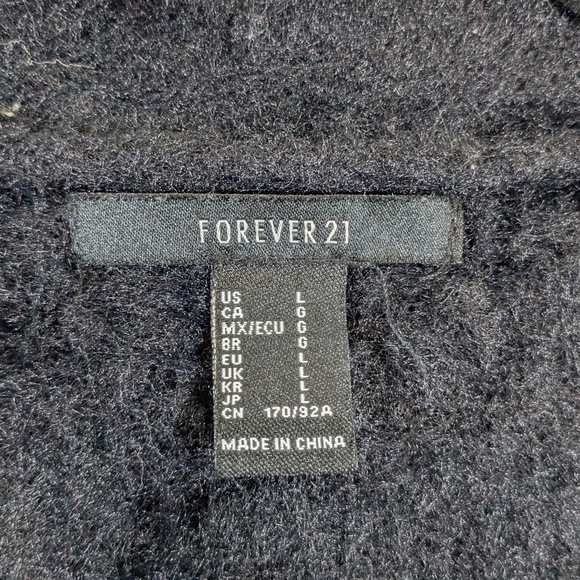 FOREVER 21
US L
CA G
MX/ECU G
BR G
EU L
UK L
KR L
JP L
CN 170/92A
MADE IN CHINA